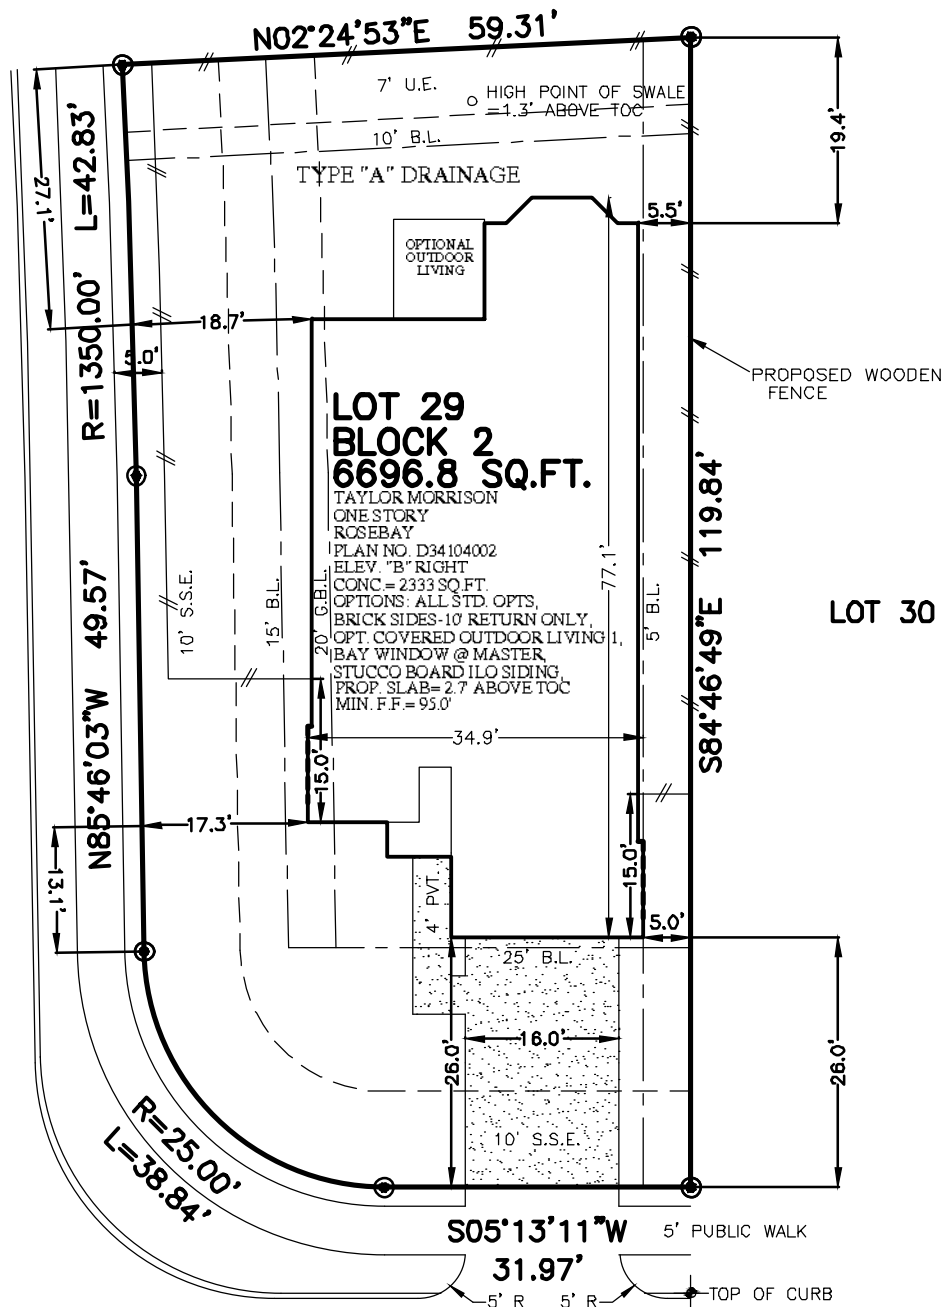 N02°24'53"E 59.31'
7' U.E.
HIGH POINT OF SWALE
=1.3' ABOVE TOC
10' B.L.
TYPE "A" DRAINAGE
19.4'
27.1'
R=1350.00' L=42.83'
5.5'
OPTIONAL
OUTDOOR
LIVING
18.7'
5.0'
PROPOSED WOODEN
FENCE
LOT 29
BLOCK 2
6696.8 SQ.FT.
TAYLOR MORRISON
ONE STORY
ROSEBAY
PLAN NO. D34104002
ELEV. "B" RIGHT
CONC.= 2333 SQ.FT.
OPTIONS: ALL STD. OPTS,
BRICK SIDES-10' RETURN ONLY,
OPT. COVERED OUTDOOR LIVING 1,
BAY WINDOW @ MASTER,
STUCCO BOARD ILO SIDING,
PROP. SLAB= 2.7' ABOVE TOC
MIN. F.F.= 95.0'
77.1'
10' S.S.E.
15' B.L.
20' G.B.L.
5' B.L.
S84°46'49"E 119.84'
LOT 30
N85°46'03"W 49.57'
34.9'
15.0'
17.3'
13.1'
15.0'
4' PVT.
5.0'
25' B.L.
26.0'
16.0'
26.0'
10' S.S.E.
R=25.00'
L=38.84'
S05°13'11"W
31.97'
5' PUBLIC WALK
5' R
5' R
TOP OF CURB